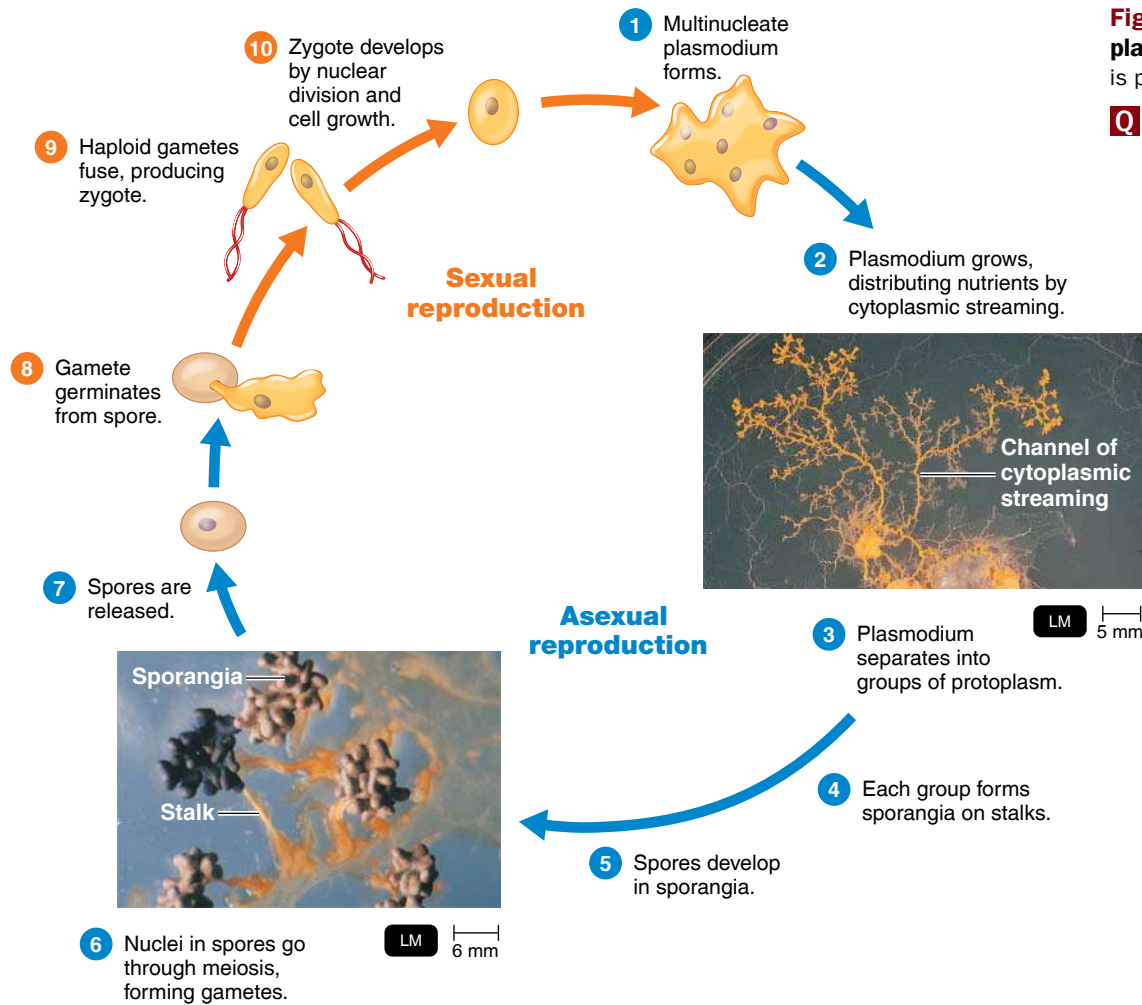 1 Multinucleate
plasmodium
forms.
Fig
pla
is p
Q
10 Zygote develops
by nuclear
division and
cell growth.
9 Haploid gametes
fuse, producing
zygote.
2 Plasmodium grows,
distributing nutrients by
cytoplasmic streaming.
Sexual
reproduction
8 Gamete
germinates
from spore.
Channel of
cytoplasmic
streaming
7 Spores are
released.
Asexual
reproduction
LM 5 mm
3 Plasmodium
separates into
groups of protoplasm.
Sporangia
Stalk
4 Each group forms
sporangia on stalks.
5 Spores develop
in sporangia.
6 Nuclei in spores go
through meiosis,
forming gametes.
LM 6 mm